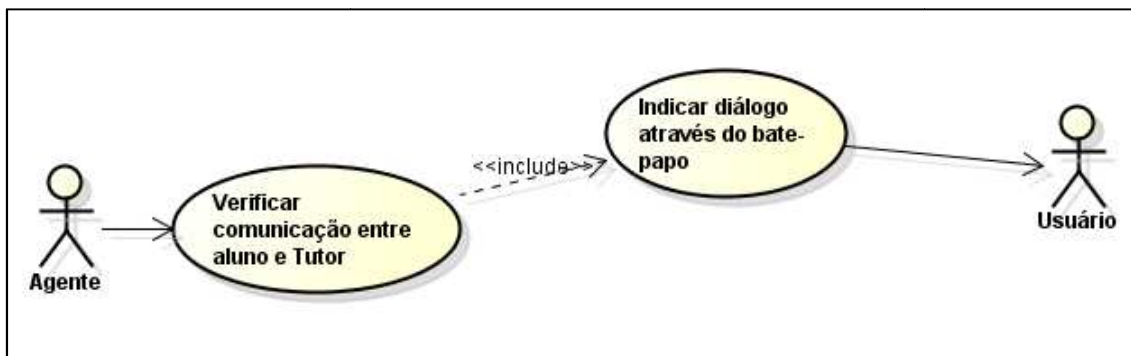 Agente
Verificar
comunicação entre
aluno e Tutor
<<include>>
Indicar diálogo
através do bate-
papo
Usuário